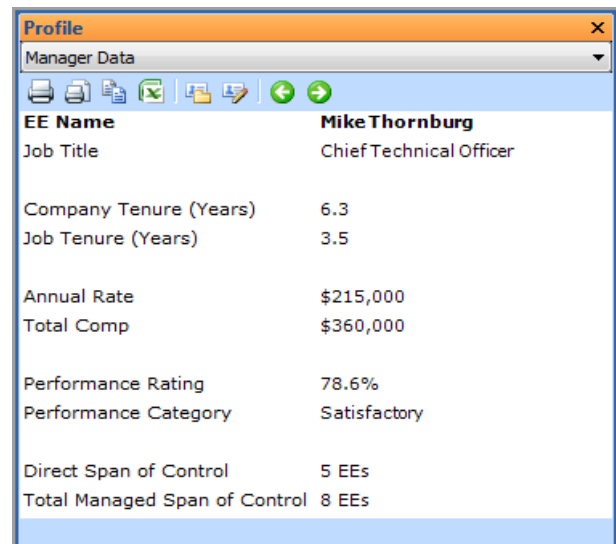 Profile
Manager Data
EE Name Mike Thornburg
Job Title Chief Technical Officer
Company Tenure (Years) 6.3
Job Tenure (Years) 3.5
Annual Rate $215,000
Total Comp $360,000
Performance Rating 78.6%
Performance Category Satisfactory
Direct Span of Control 5 EEs
Total Managed Span of Control 8 EEs